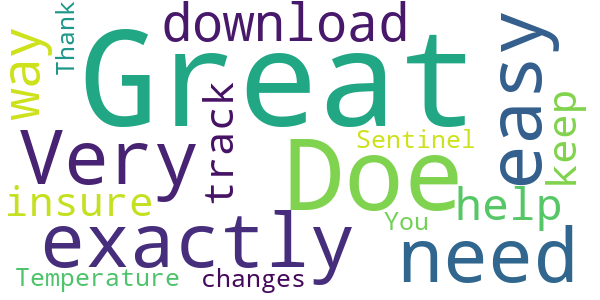 way
Thank
Great
download
easy
Very
track
Doe
Sentinel
keep
insure
exactly
You
help
need
Temperature
changes